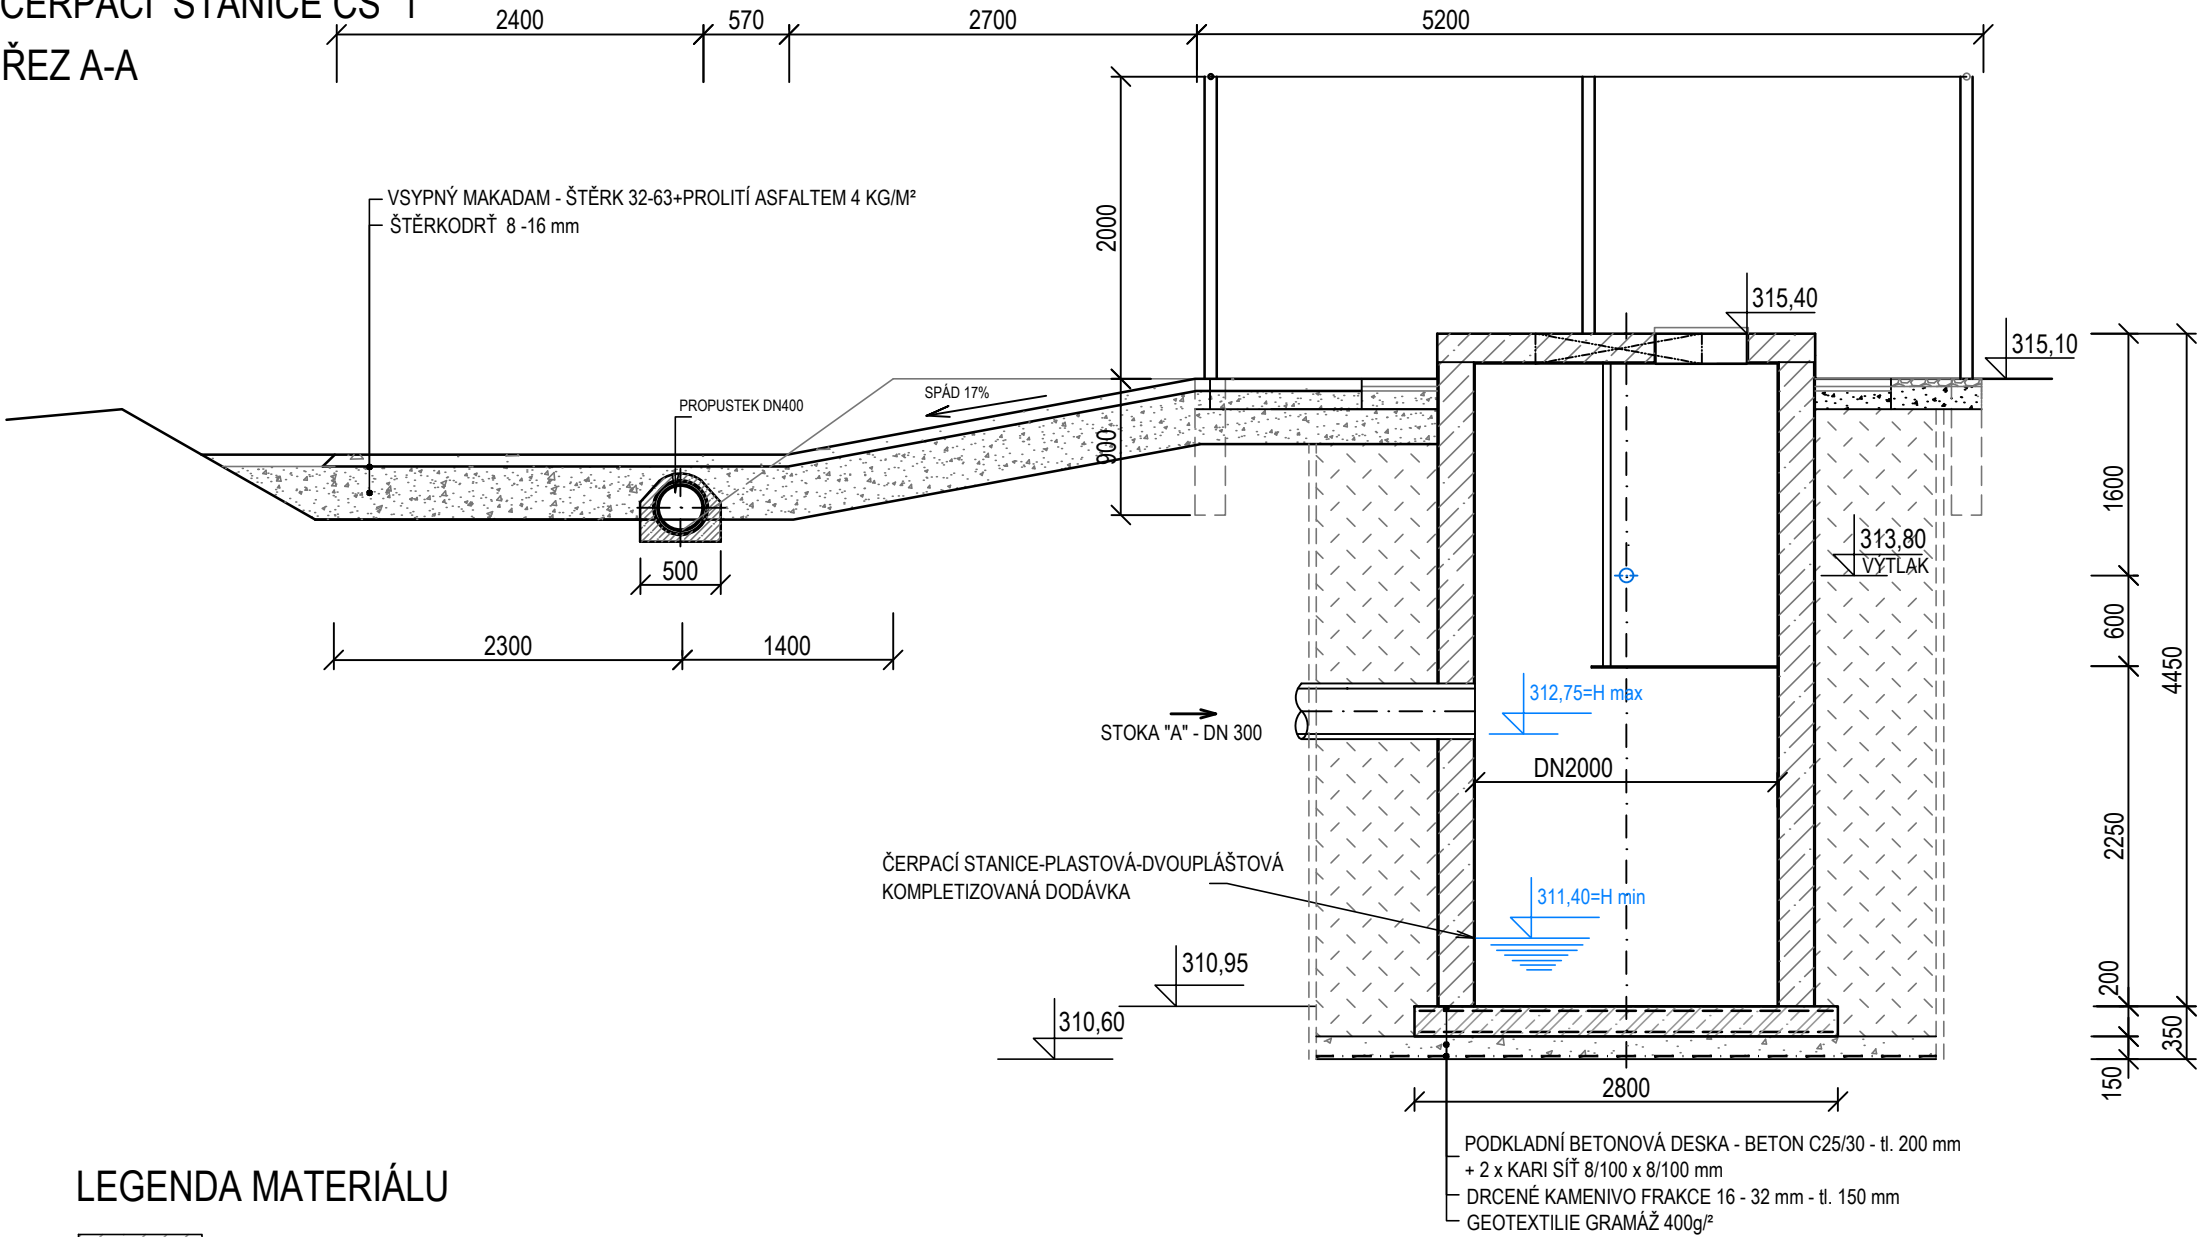 ČERPACÍ STANICE ČS 1
ŘEZ A-A
2400
570
2700
5200
VSYPNÝ MAKADAM - ŠTĚRK 32-63+PROLITÍ ASFALTEM 4 KG/M²
ŠTĚRKODRŤ 8 -16 mm
2000
315,40
315,10
SPÁD 17%
PROPUSTEK DN400
900
1600
313,80
VÝTLAK
500
600
2300
1400
4450
312,75=H max
STOKA "A" - DN 300
DN2000
2250
ČERPACÍ STANICE-PLASTOVÁ-DVOUPLÁŠTOVÁ
KOMPLETIZOVANÁ DODÁVKA
311,40=H min
310,95
200
310,60
350
150
2800
PODKLADNÍ BETONOVÁ DESKA - BETON C25/30 - tl. 200 mm
+ 2 x KARI SÍŤ 8/100 x 8/100 mm
DRCENÉ KAMENIVO FRAKCE 16 - 32 mm - tl. 150 mm
GEOTEXTILIE GRAMÁŽ 400g/²
LEGENDA MATERIÁLU